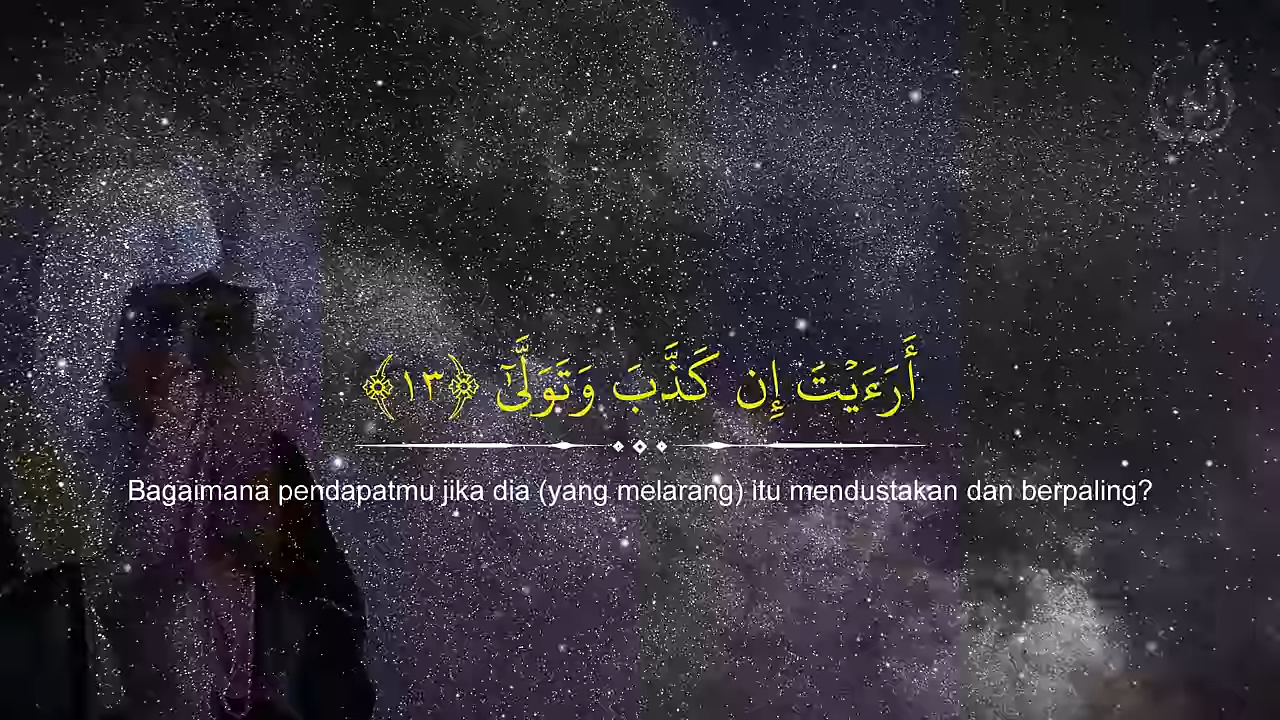 أَرَءَيْتَ إِن كَذَّبَ وَتَوَلَّىٰٓ ﴿١٣﴾
Bagaimana pendapatmu jika dia (yang melarang) itu mendustakan dan berpaling?